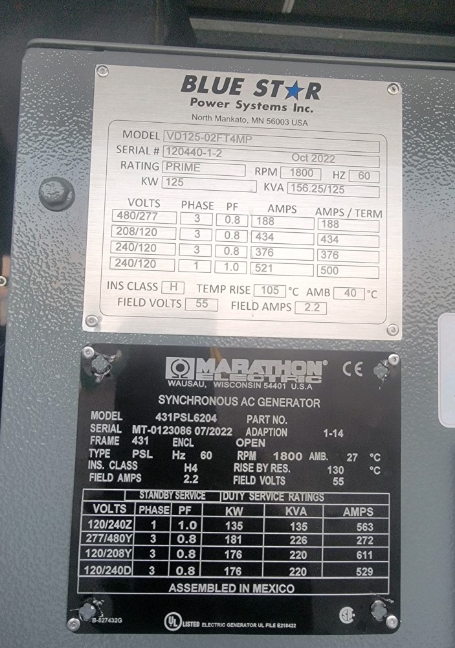 BLUE STAR
Power Systems Inc.
North Mankato, MN 56003 USA
MODEL VD125-02FT4MP
SERIAL # 120440-1-2 Oct 2022
RATING PRIME RPM 1800 HZ 60
KW 125 KVA 156.25/125
VOLTS PHASE PF AMPS AMPS / TERM
480/277 3 0.8 188 188
208/120 3 0.8 434 434
240/120 3 0.8 376 376
240/120 1 1.0 521 500
INS CLASS H TEMP RISE 105 °C AMB 40 °C
FIELD VOLTS 55 FIELD AMPS 2.2
MARATHON®
ELECTRIC
CE
WAUSAU, WISCONSIN 54401 U.S.A
SYNCHRONOUS AC GENERATOR
MODEL 431PSL6204 PART NO.
SERIAL MT-0123086 07/2022 ADAPTION 1-14
FRAME 431 ENCL OPEN
TYPE PSL Hz 60 RPM 1800 AMB. 27 °C
INS. CLASS H4 RISE BY RES. 130 °C
FIELD AMPS 2.2 FIELD VOLTS 55
STANDBY SERVICE DUTY SERVICE RATINGS
VOLTS PHASE PF KW KVA AMPS
120/240Z 1 1.0 135 135 563
277/480Y 3 0.8 181 226 272
120/208Y 3 0.8 176 220 611
120/240D 3 0.8 176 220 529
ASSEMBLED IN MEXICO
B-527432G UL LISTED ELECTRIC GENERATOR UL FILE E219423